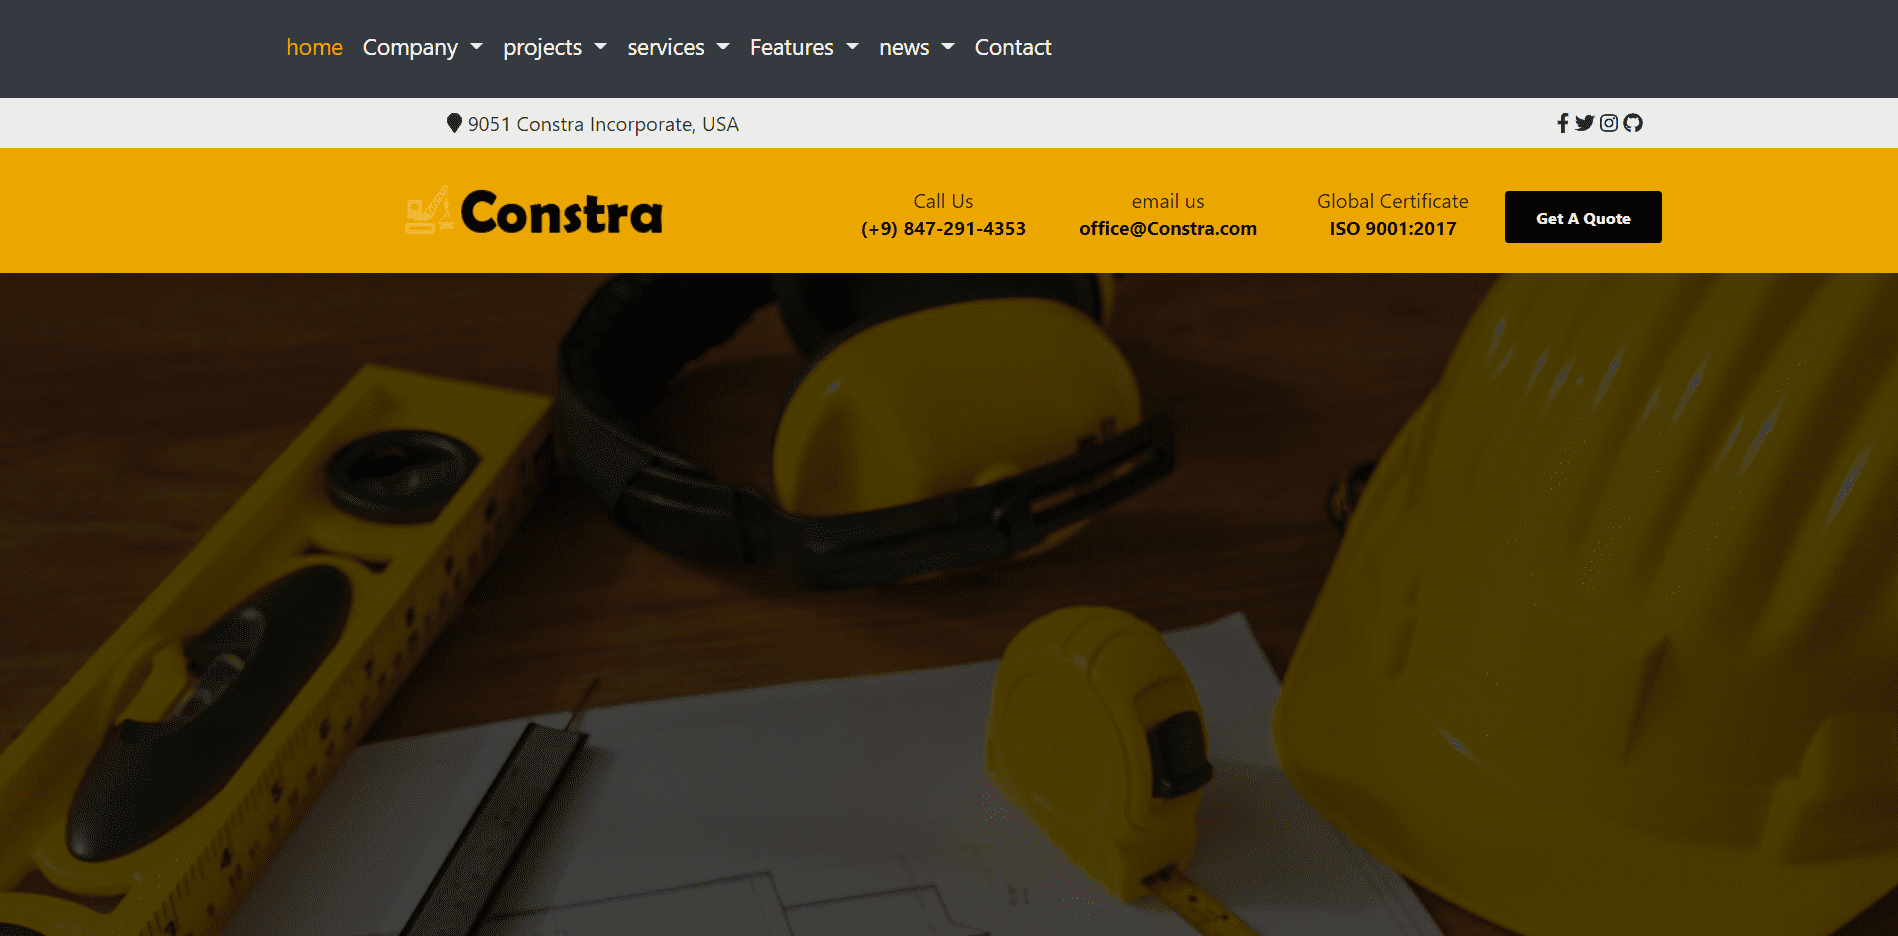 home Company projects services Features news Contact
9051 Constra Incorporate, USA
Constra
Call Us
(+9) 847-291-4353
email us
office@Constra.com
Global Certificate
ISO 9001:2017
Get A Quote